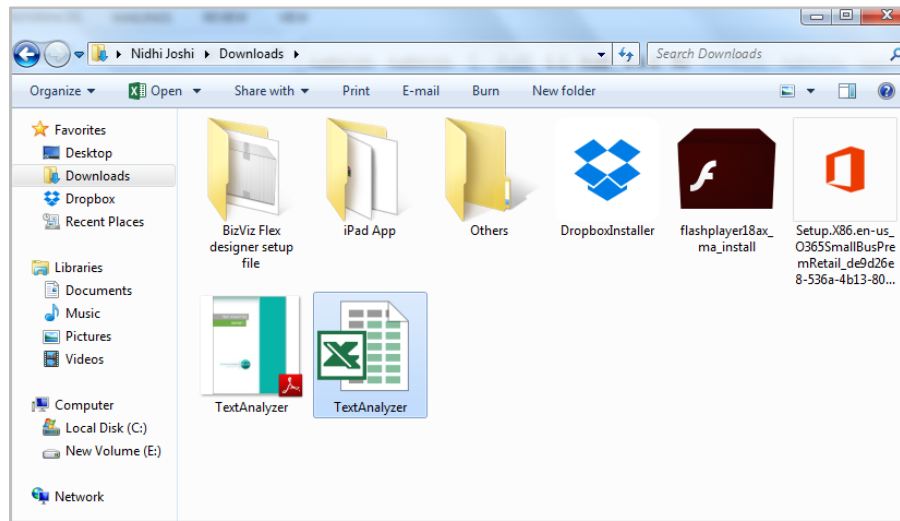 Nidhi Joshi Downloads
Search Downloads
Organize Open Share with Print E-mail Burn New folder
Favorites
Desktop
Downloads
Dropbox
Recent Places
Libraries
Documents
Music
Pictures
Videos
Computer
Local Disk (C:)
New Volume (E:)
Network
BizViz Flex
designer setup
file
iPad App
Others
DropboxInstaller
flashplayer18ax_
ma_install
Setup.X86.en-us_
O365SmallBusPre
mRetail_de9d26e
8-536a-4b13-80...
TextAnalyzer
TextAnalyzer